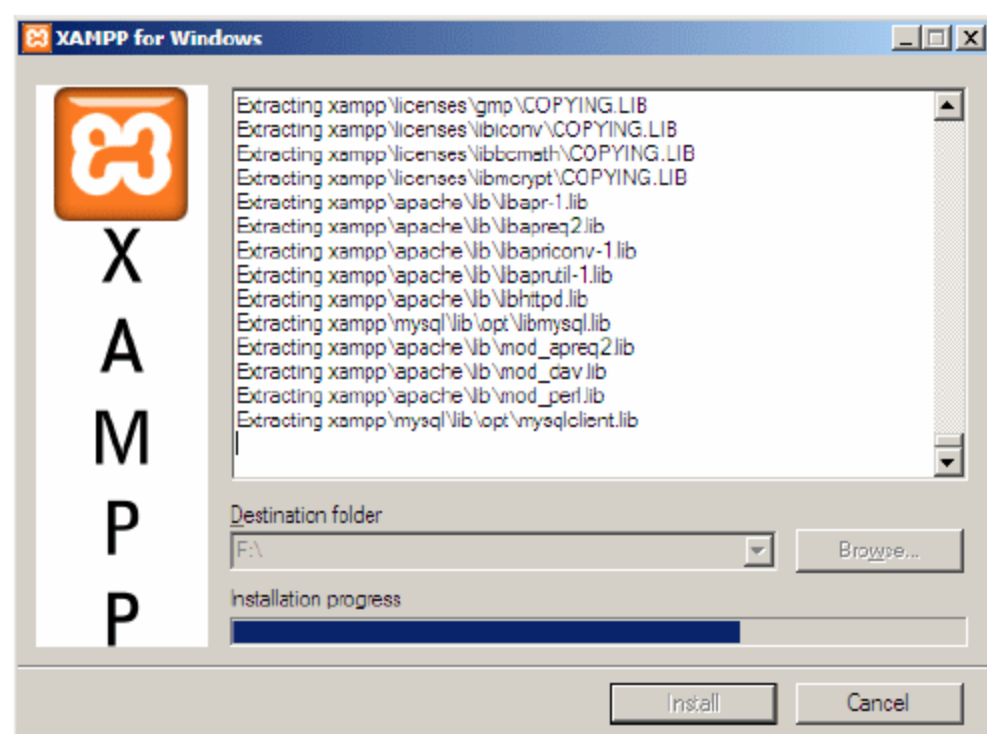 XAMPP for Windows
X
A
M
P
P
Extracting xampp\licenses\gmp\COPYING.LIB
Extracting xampp\licenses\libiconv\COPYING.LIB
Extracting xampp\licenses\libbcmath\COPYING.LIB
Extracting xampp\licenses\libmcrypt\COPYING.LIB
Extracting xampp\apache\lib\libapr-1.lib
Extracting xampp\apache\lib\libapreq2.lib
Extracting xampp\apache\lib\libapriconv-1.lib
Extracting xampp\apache\lib\libaprutil-1.lib
Extracting xampp\apache\lib\libhttpd.lib
Extracting xampp\mysql\lib\opt\libmysql.lib
Extracting xampp\apache\lib\mod_apreq2.lib
Extracting xampp\apache\lib\mod_dav.lib
Extracting xampp\apache\lib\mod_perl.lib
Extracting xampp\mysql\lib\opt\mysqlclient.lib
Destination folder
F:\
Browse...
Installation progress
Install
Cancel